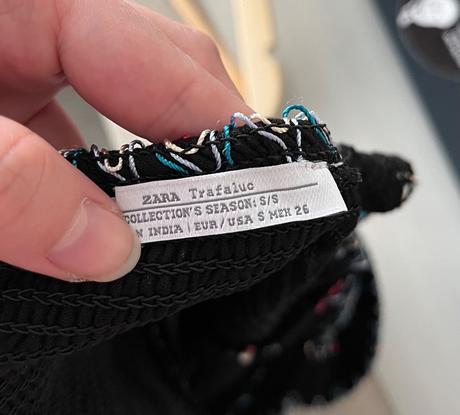 ZARA Trafaluc
COLLECTION'S SEASON: S/S
N INDIA | EUR/USA S MEX 26